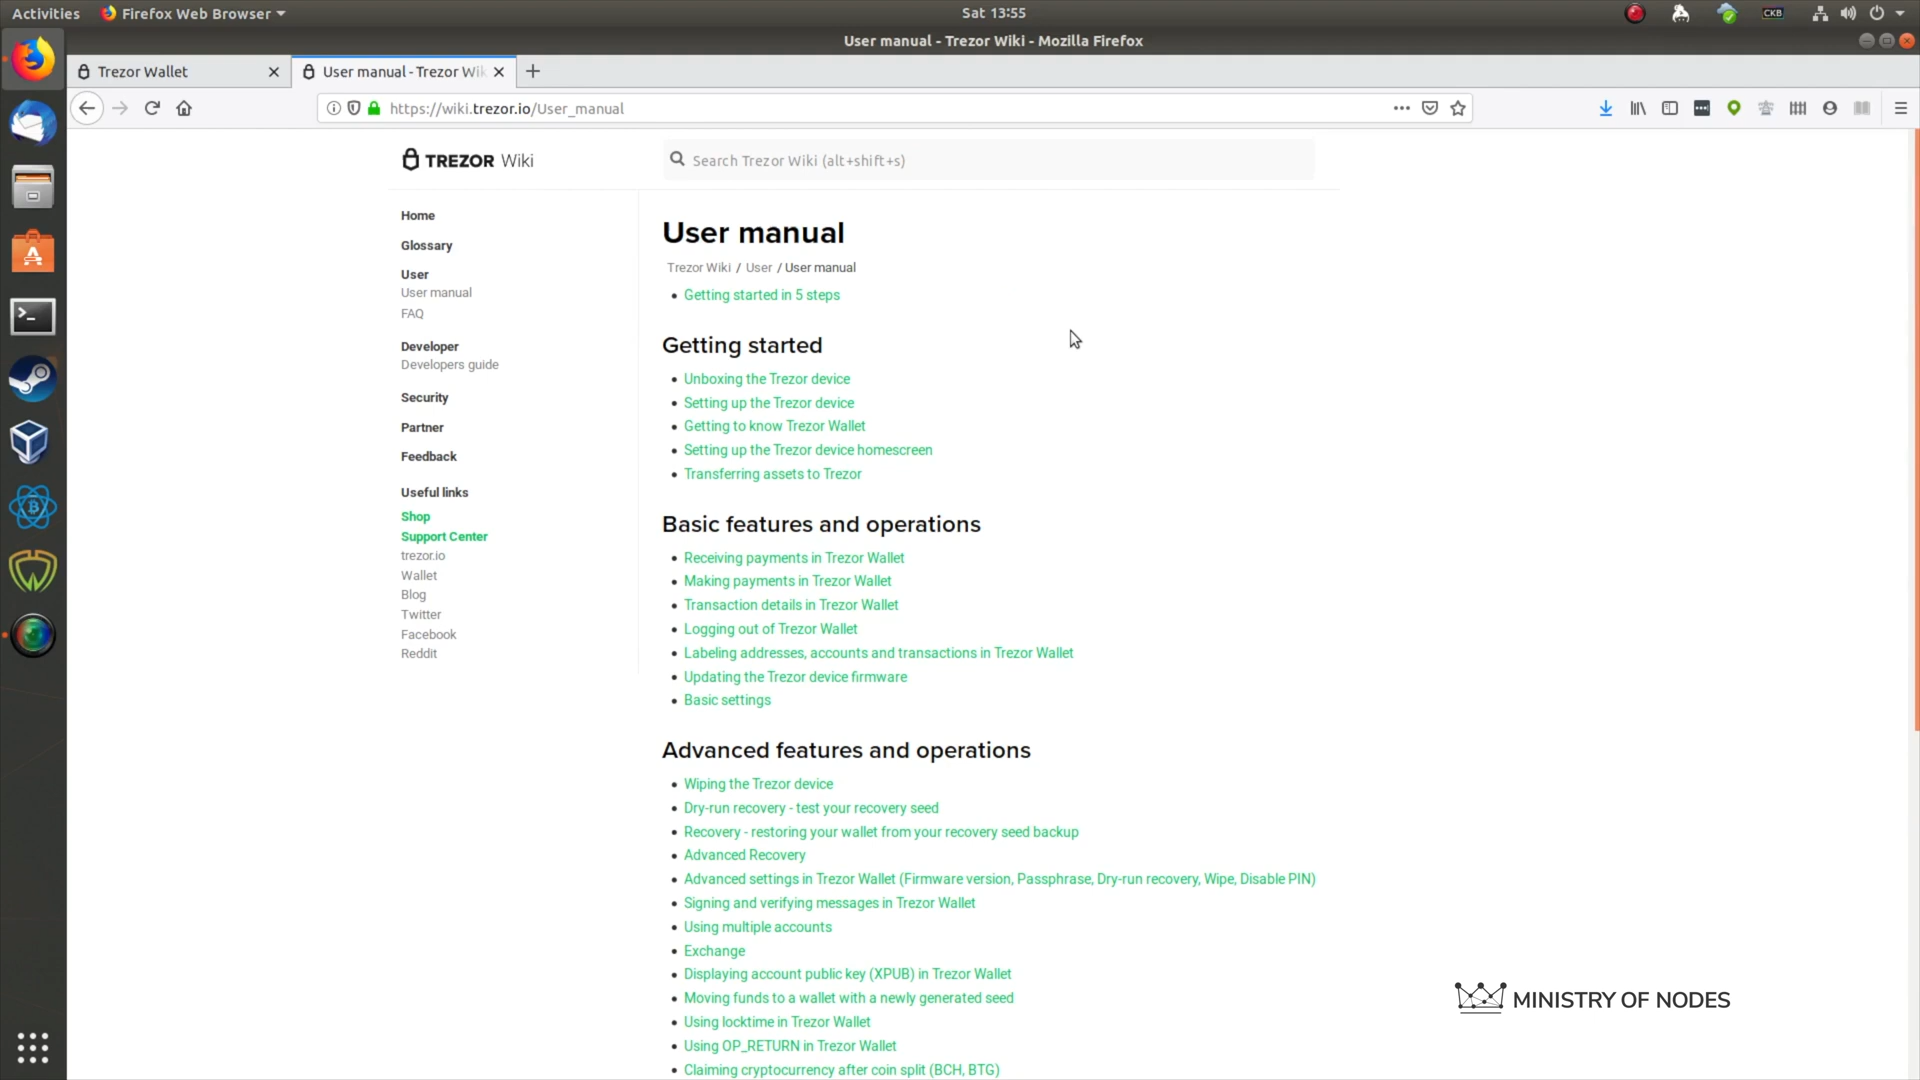 Activities
Firefox Web Browser
Sat 13:55
CKB
User manual - Trezor Wiki - Mozilla Firefox
Trezor Wallet
User manual - Trezor Wik
https://wiki.trezor.io/User_manual
TREZOR Wiki
Search Trezor Wiki (alt+shift+s)
Home
Glossary
User
User manual
FAQ
Developer
Developers guide
Security
Partner
Feedback
Useful links
Shop
Support Center
trezor.io
Wallet
Blog
Twitter
Facebook
Reddit
User manual
Trezor Wiki / User / User manual
Getting started in 5 steps
Getting started
Unboxing the Trezor device
Setting up the Trezor device
Getting to know Trezor Wallet
Setting up the Trezor device homescreen
Transferring assets to Trezor
Basic features and operations
Receiving payments in Trezor Wallet
Making payments in Trezor Wallet
Transaction details in Trezor Wallet
Logging out of Trezor Wallet
Labeling addresses, accounts and transactions in Trezor Wallet
Updating the Trezor device firmware
Basic settings
Advanced features and operations
Wiping the Trezor device
Dry-run recovery - test your recovery seed
Recovery - restoring your wallet from your recovery seed backup
Advanced Recovery
Advanced settings in Trezor Wallet (Firmware version, Passphrase, Dry-run recovery, Wipe, Disable PIN)
Signing and verifying messages in Trezor Wallet
Using multiple accounts
Exchange
Displaying account public key (XPUB) in Trezor Wallet
Moving funds to a wallet with a newly generated seed
Using locktime in Trezor Wallet
Using OP_RETURN in Trezor Wallet
Claiming cryptocurrency after coin split (BCH, BTG)
MINISTRY OF NODES